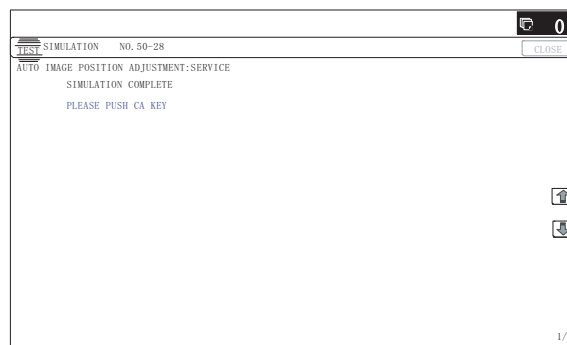 0
TEST SIMULATION NO.50-28
CLOSE
AUTO IMAGE POSITION ADJUSTMENT:SERVICE
SIMULATION COMPLETE
PLEASE PUSH CA KEY
1/